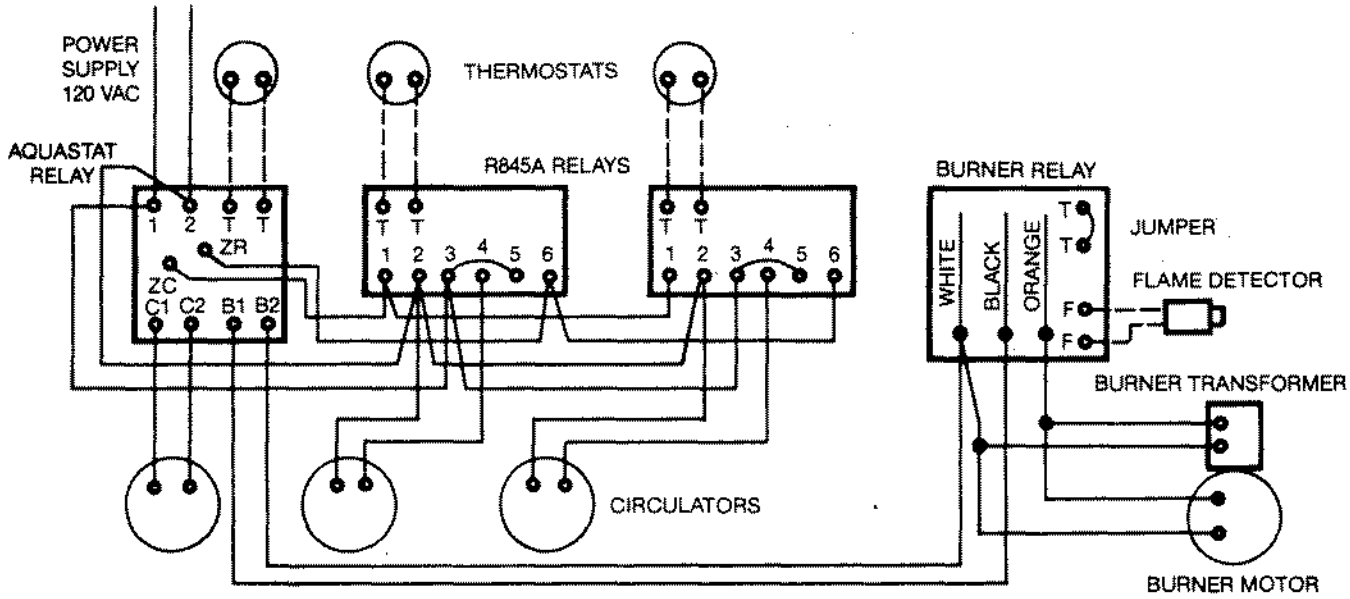 POWER
SUPPLY
120 VAC
THERMOSTATS
AQUASTAT
RELAY
R845A RELAYS
BURNER RELAY
1 2 T T
T T
T T
T
T
JUMPER
ZR
ZC
1 2 3 4 5 6
1 2 3 4 5 6
WHITE
BLACK
ORANGE
FLAME DETECTOR
C1 C2 B1 B2
F
F
BURNER TRANSFORMER
CIRCULATORS
BURNER MOTOR